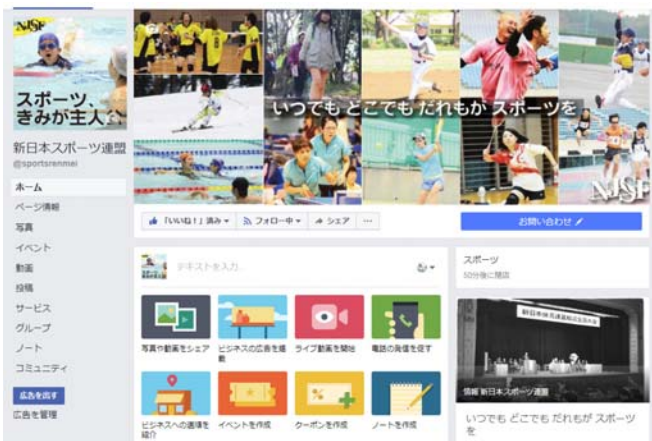 NJSF
スポーツ、
きみが主人公
新日本スポーツ連盟
@sportsrenmei
ホーム
ページ情報
写真
イベント
動画
投稿
サービス
グループ
ノート
コミュニティ
広告を出す
広告を管理
いつでも どこでも だれもが スポーツを
NJSF
「いいね！」済み
フォロー中
シェア
お問い合わせ
テキストを入力...
写真や動画をシェア
ビジネスの広告を掲載
ライブ動画を開始
電話の発信を促す
ビジネスへの道順を
紹介
イベントを作成
クーポンを作成
ノートを作成
スポーツ
50分後に閉店
情報 新日本スポーツ連盟
いつでも どこでも だれもが スポーツ
を